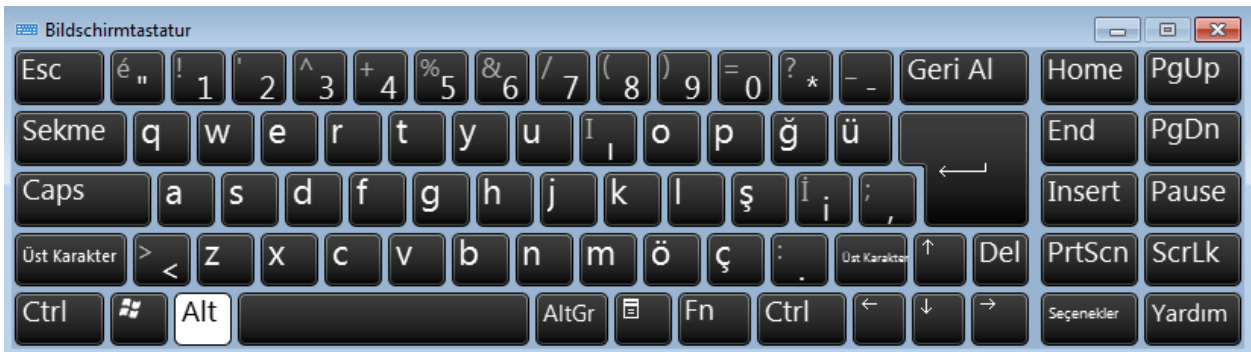 Bildschirmtastatur
Esc é " ! 1 ' 2 ^ 3 + 4 % 5 & 6 / 7 ( 8 ) 9 = 0 ? * _ - Geri Al Home PgUp
Sekme q w e r t y u I ı o p ğ ü End PgDn
Caps a s d f g h j k l ş İ i ; , Insert Pause
Üst Karakter > < z x c v b n m ö ç : . Üst Karakter ↑ Del PrtScn ScrLk
Ctrl Alt AltGr Fn Ctrl ← ↓ → Seçenekler Yardım